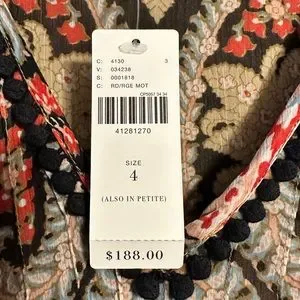 C: 4130 3
V: 034238
S: 0001818
C: RD/RGE MOT
41281270
SIZE
4
(ALSO IN PETITE)
$188.00